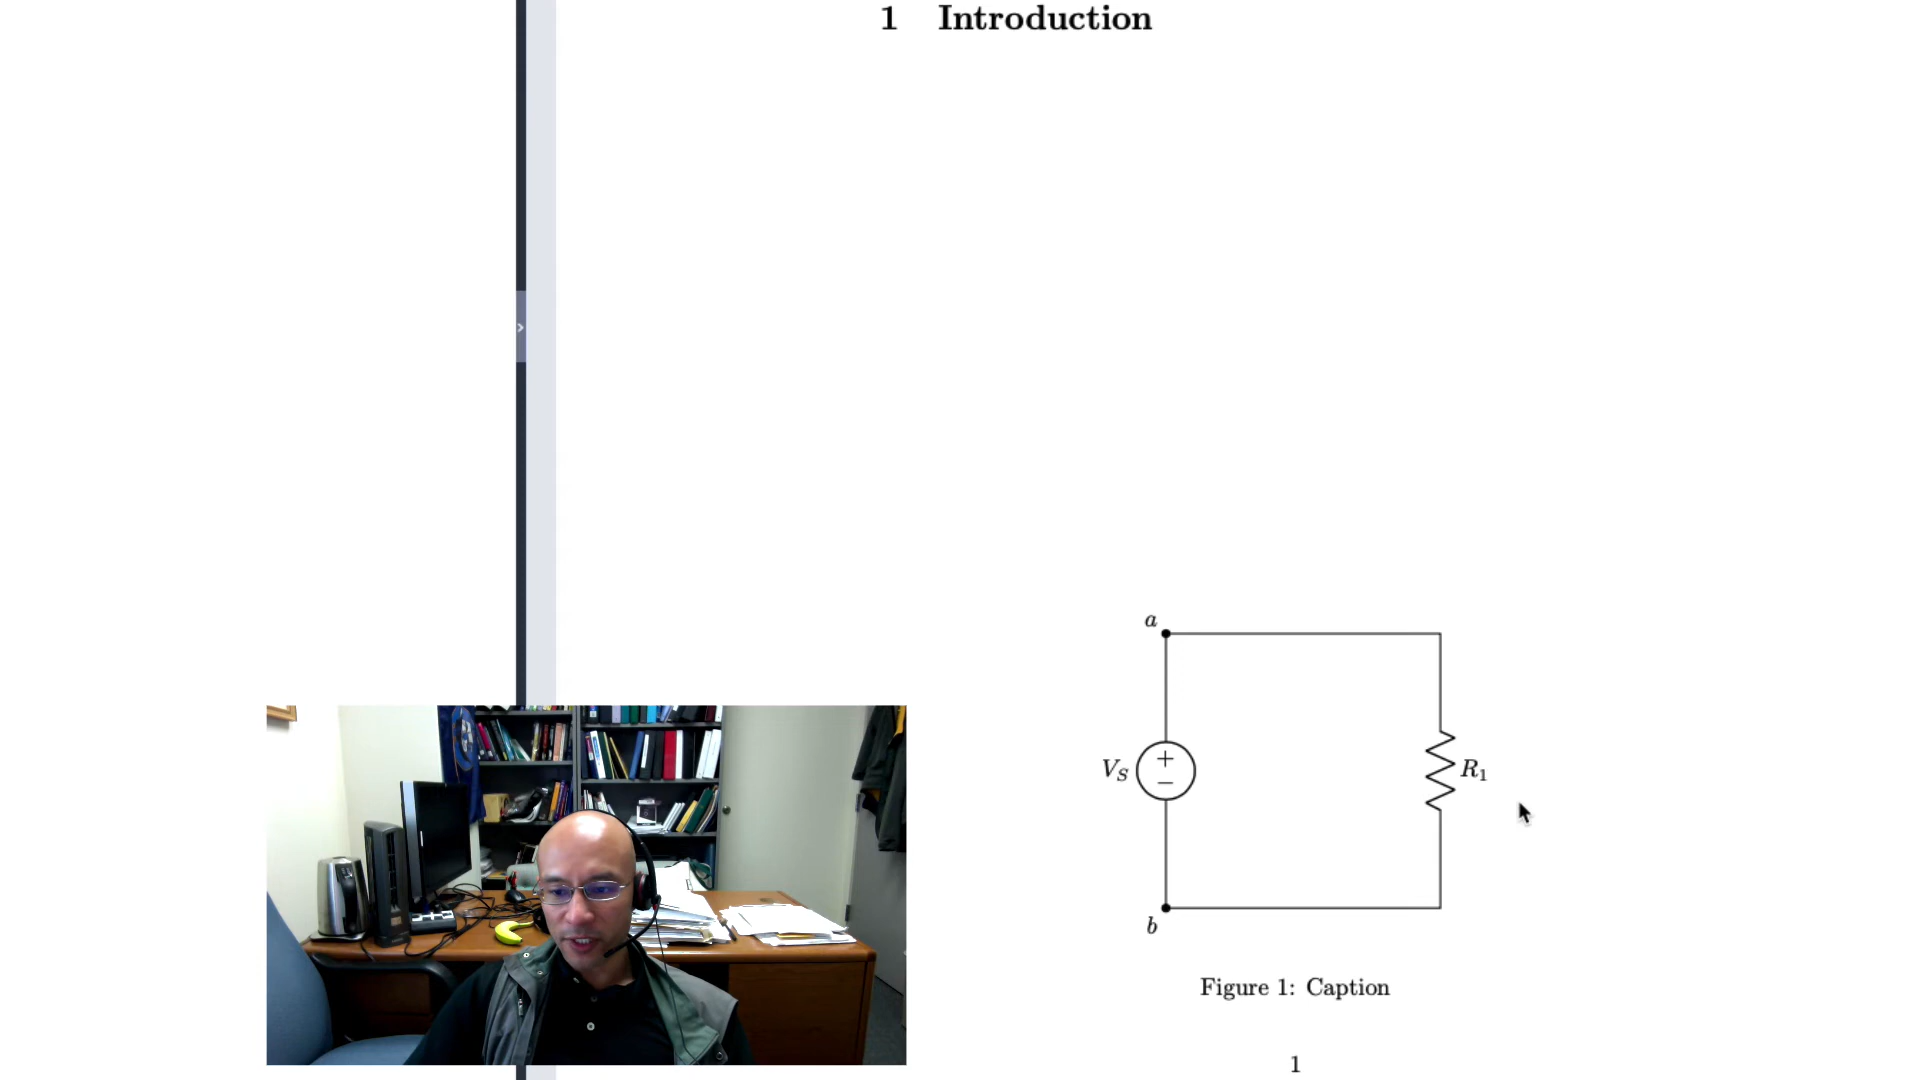 1 Introduction
a
+
V_S
−
R_1
b
Figure 1: Caption
1